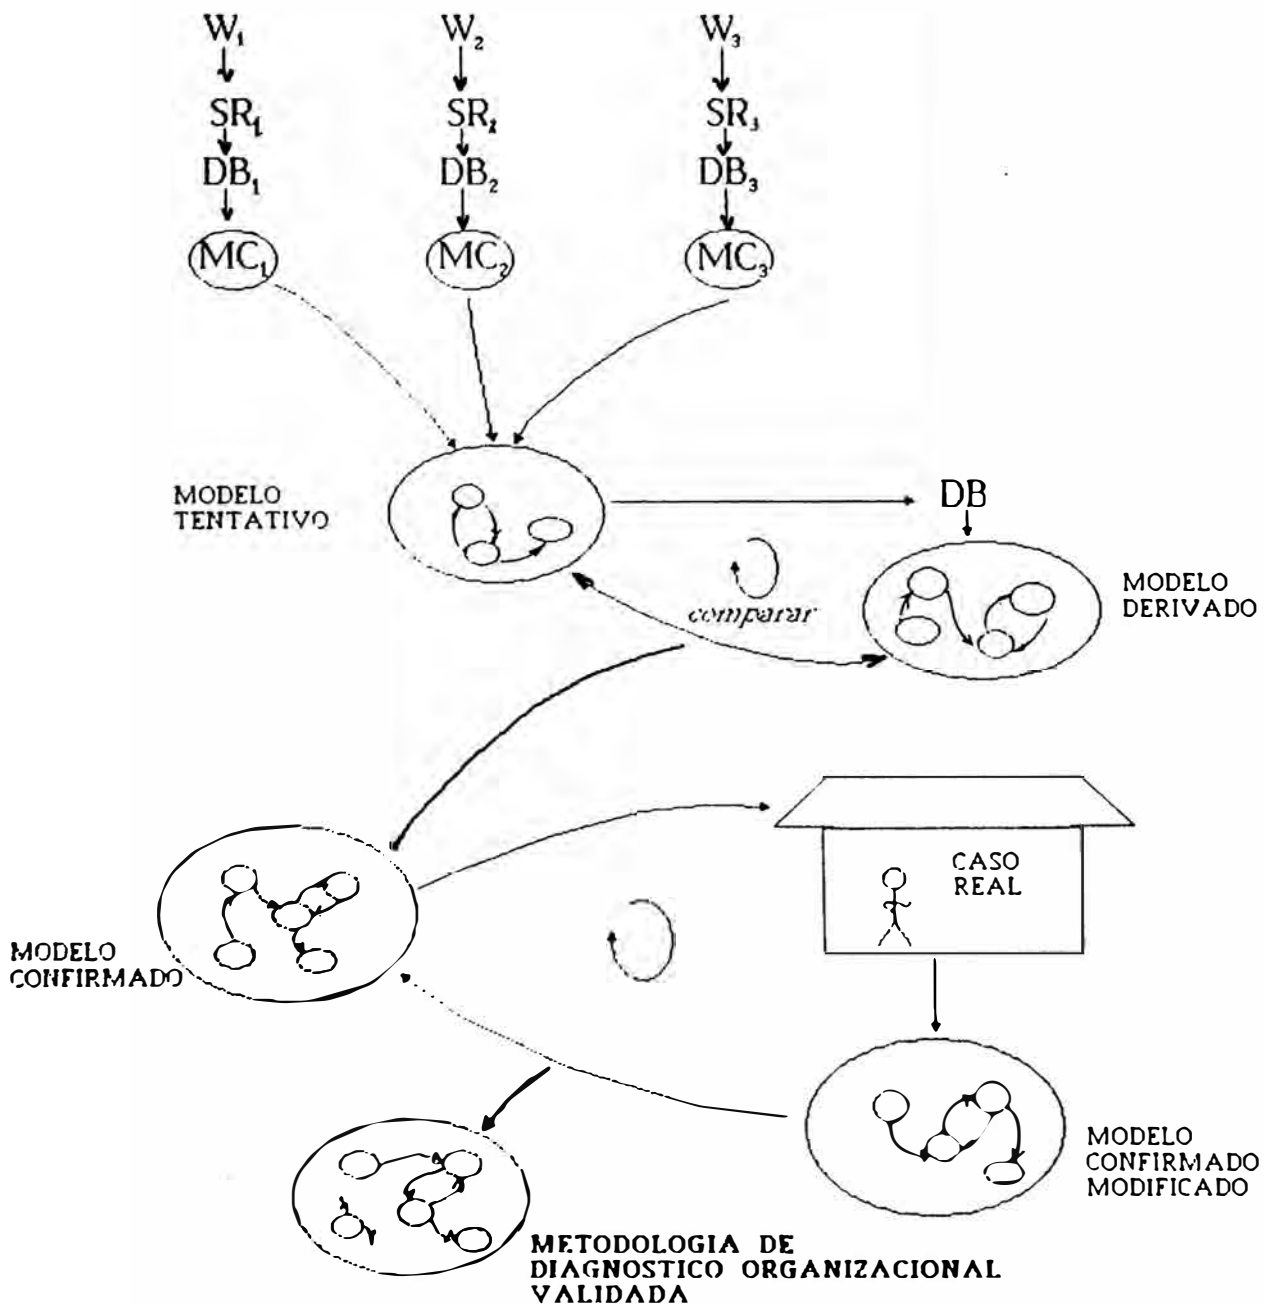 W₁ W₂ W₃
SR₁ SR₂ SR₃
DB₁ DB₂ DB₃
MC₁ MC₂ MC₃
MODELO
TENTATIVO
DB
comparar
MODELO
DERIVADO
CASO
REAL
MODELO
CONFIRMADO
MODELO
CONFIRMADO
MODIFICADO
METODOLOGIA DE
DIAGNOSTICO ORGANIZACIONAL
VALIDADA